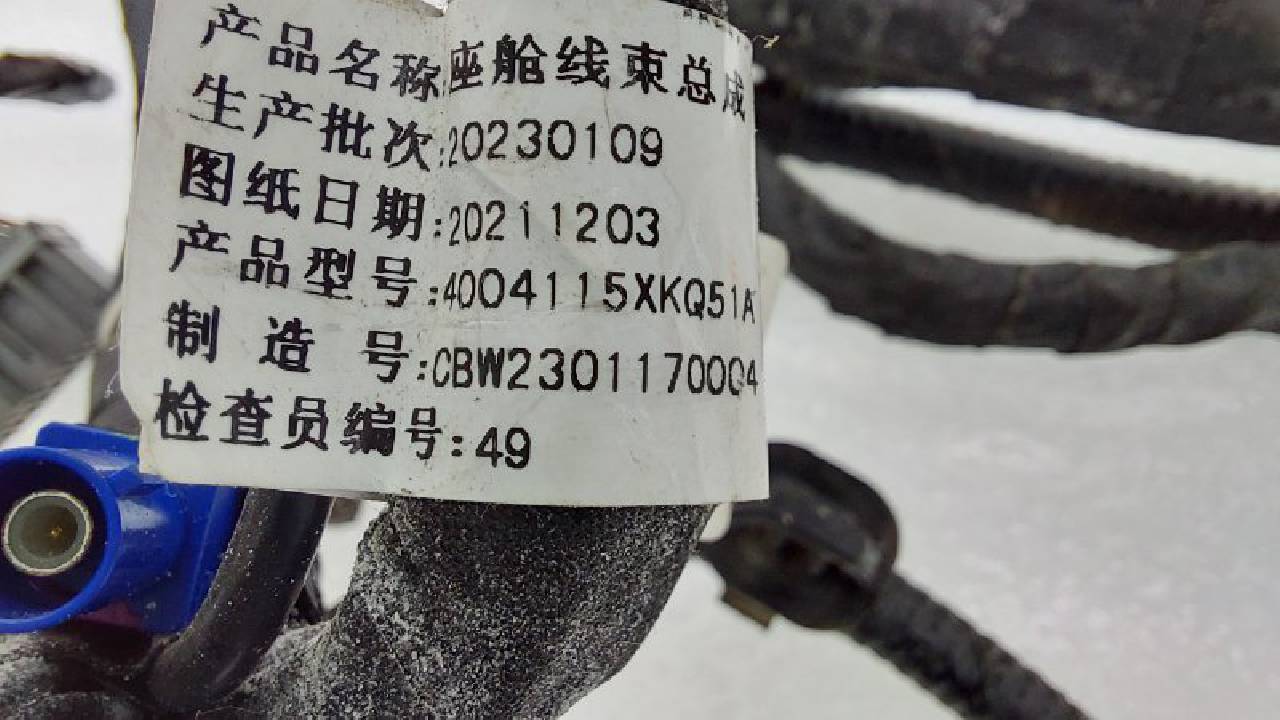 产品名称:座舱线束总成
生产批次:20230109
图纸日期:20211203
产品型号:4004115XKQ51A
制造号:CBW2301170004
检查员编号:49